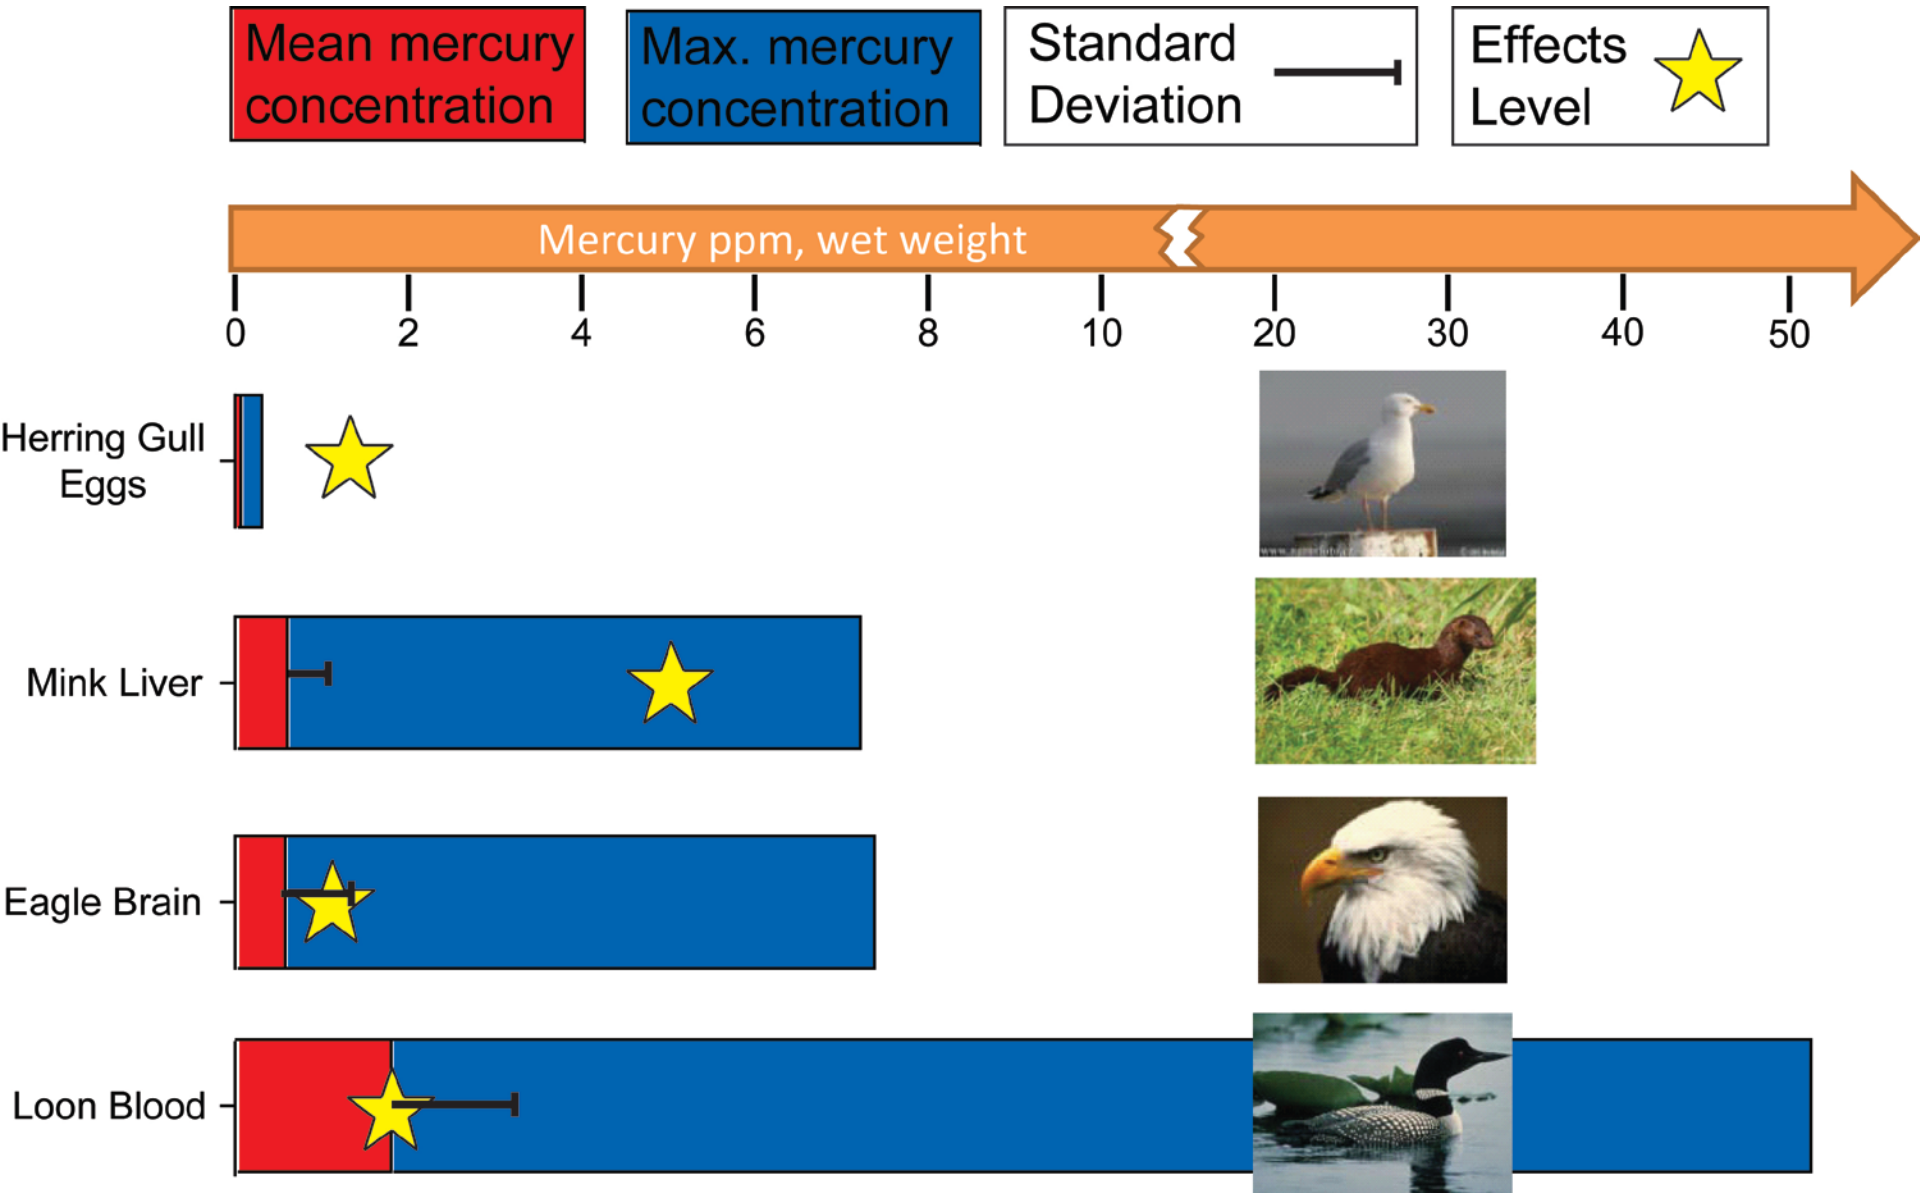 Mean mercury
concentration
Max. mercury
concentration
Standard
Deviation
Effects
Level
Mercury ppm, wet weight
0 2 4 6 8 10 20 30 40 50
Herring Gull
Eggs
Mink Liver
Eagle Brain
Loon Blood